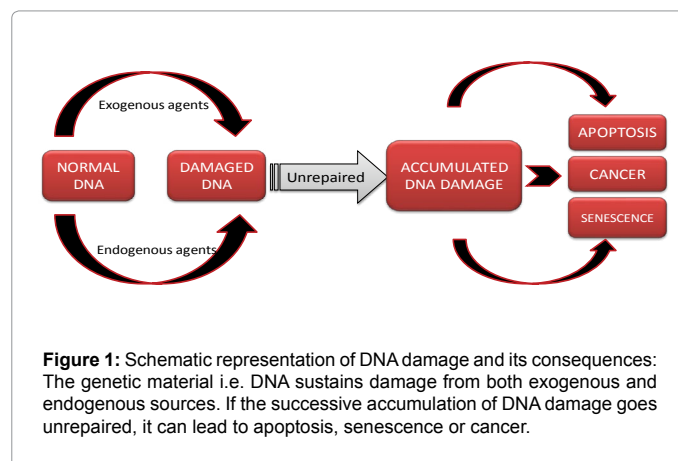 Exogenous agents
NORMAL
DNA
DAMAGED
DNA
Endogenous agents
Unrepaired
ACCUMULATED
DNA DAMAGE
APOPTOSIS
CANCER
SENESCENCE
Figure 1: Schematic representation of DNA damage and its consequences:
The genetic material i.e. DNA sustains damage from both exogenous and
endogenous sources. If the successive accumulation of DNA damage goes
unrepaired, it can lead to apoptosis, senescence or cancer.